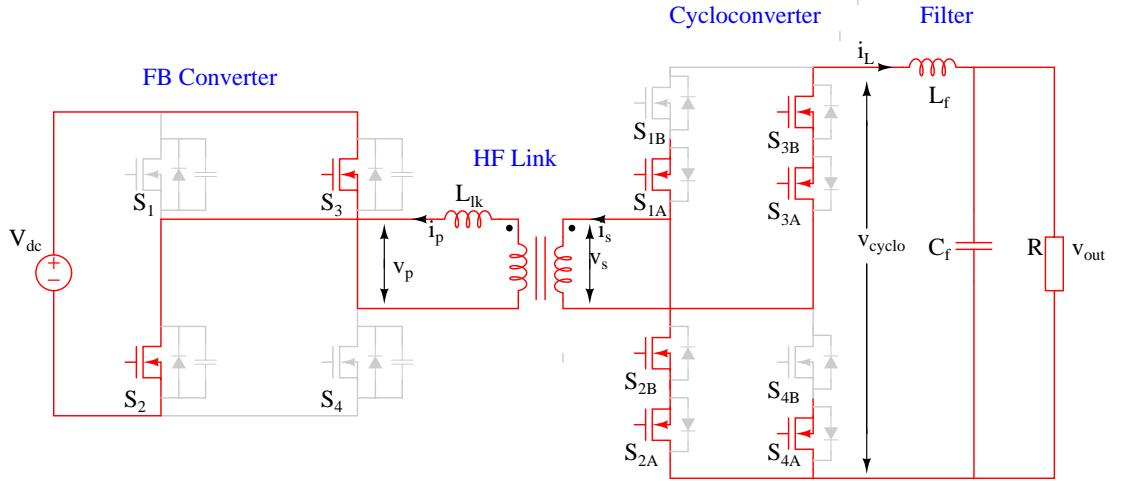 Cycloconverter
Filter
FB Converter
HF Link
i_L
L_f
S_1B
S_3B
S_1
S_3
L_lk
S_1A
S_3A
i_p
i_s
V_dc
v_p
v_s
v_cyclo
C_f
R
v_out
S_2
S_4
S_2B
S_4B
S_2A
S_4A